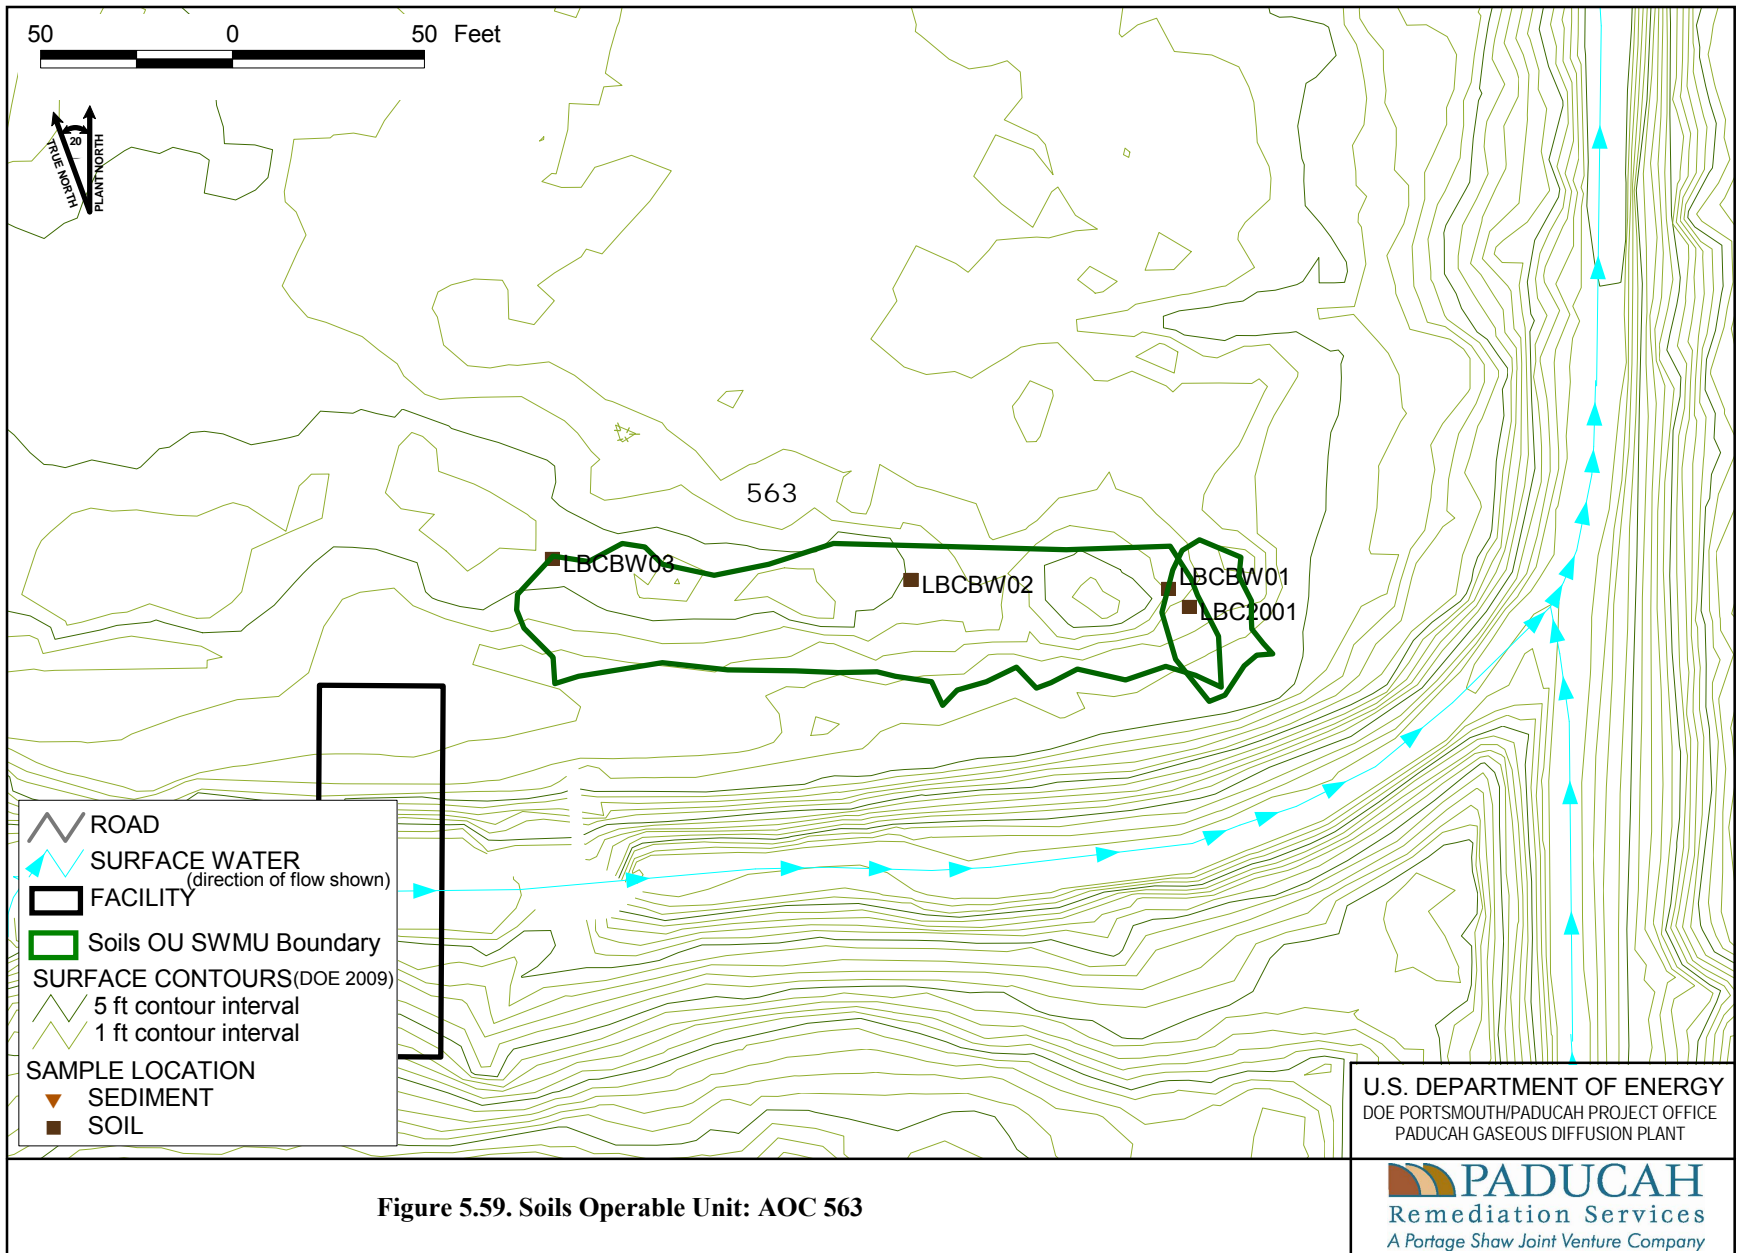 50 0 50 Feet
20
TRUE NORTH
PLANT NORTH
563
LBCBW03
LBCBW02
LBCBW01
LBC2001
ROAD
SURFACE WATER
(direction of flow shown)
FACILITY
Soils OU SWMU Boundary
SURFACE CONTOURS(DOE 2009)
5 ft contour interval
1 ft contour interval
SAMPLE LOCATION
SEDIMENT
SOIL
U.S. DEPARTMENT OF ENERGY
DOE PORTSMOUTH/PADUCAH PROJECT OFFICE
PADUCAH GASEOUS DIFFUSION PLANT
PADUCAH
Remediation Services
A Portage Shaw Joint Venture Company
Figure 5.59. Soils Operable Unit: AOC 563